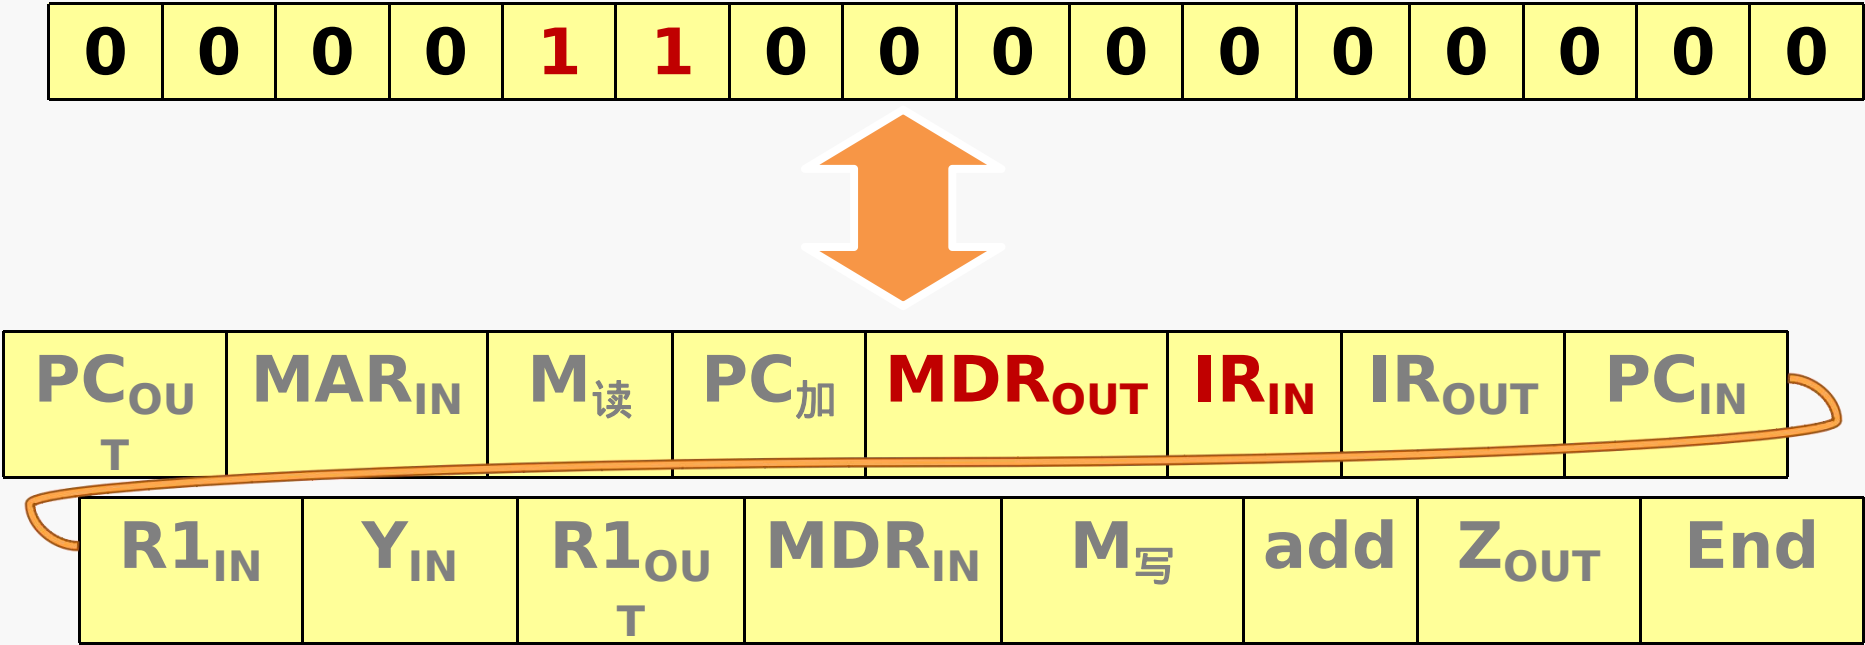 0 0 0 0 1 1 0 0 0 0 0 0 0 0 0 0
PCOUT MARIN M读 PC加 MDROUT IRIN IROUT PCIN
R1IN YIN R1OUT MDRIN M写 add ZOUT End